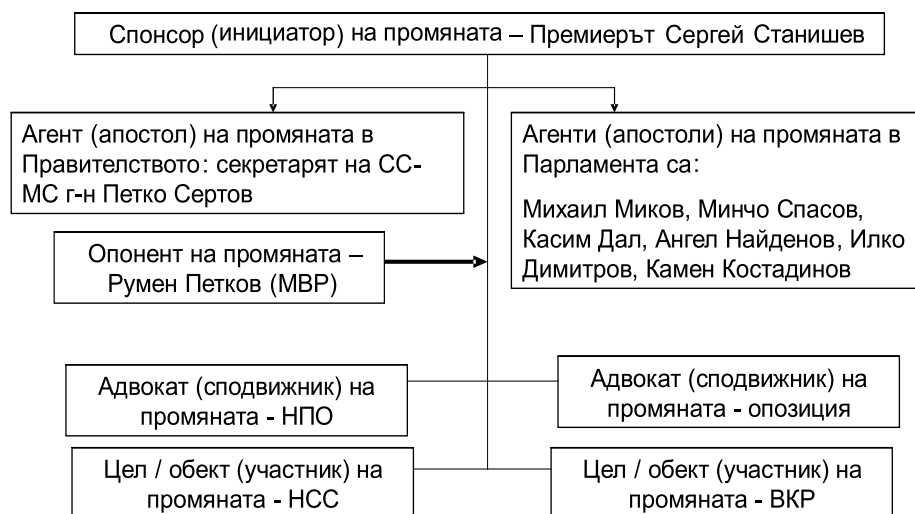 Спонсор (инициатор) на промяната – Премиерът Сергей Станишев
Агент (апостол) на промяната в
Правителството: секретарят на СС-
МС г-н Петко Сертов
Агенти (апостоли) на промяната в
Парламента са:
Михаил Миков, Минчо Спасов,
Касим Дал, Ангел Найденов, Илко
Димитров, Камен Костадинов
Опонент на промяната –
Румен Петков (МВР)
Адвокат (сподвижник) на
промяната - НПО
Адвокат (сподвижник) на
промяната - опозиция
Цел / обект (участник) на
промяната - НСС
Цел / обект (участник) на
промяната - ВКР